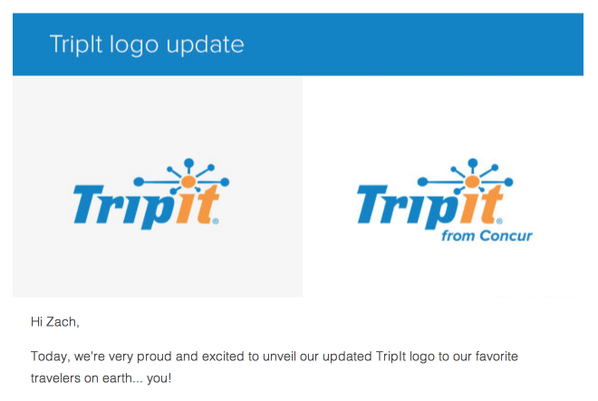 TripIt logo update
TripIt®
TripIt®
from Concur
Hi Zach,
Today, we're very proud and excited to unveil our updated TripIt logo to our favorite
travelers on earth... you!